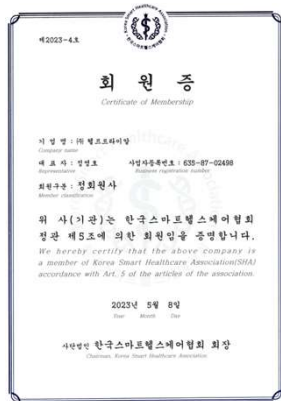 제2023-4호
회 원 증
Certificate of Membership
기 업 명 : ㈜ 헬프트라이알
Company name
대 표 자 : 정영호 사업자등록번호 : 635-87-02498
Representative Business registration number
회원구분 : 정회원사
Member classification
위 사(기관)는 한국스마트헬스케어협회
정관 제5조에 의한 회원임을 증명합니다.
We hereby certify that the above company is
a member of Korea Smart Healthcare Association(SHA)
accordance with Art. 5 of the articles of the association.
2023년 5월 8일
Year Month Day
사단법인 한국스마트헬스케어협회 회장
Chairman, Korea Smart Healthcare Association